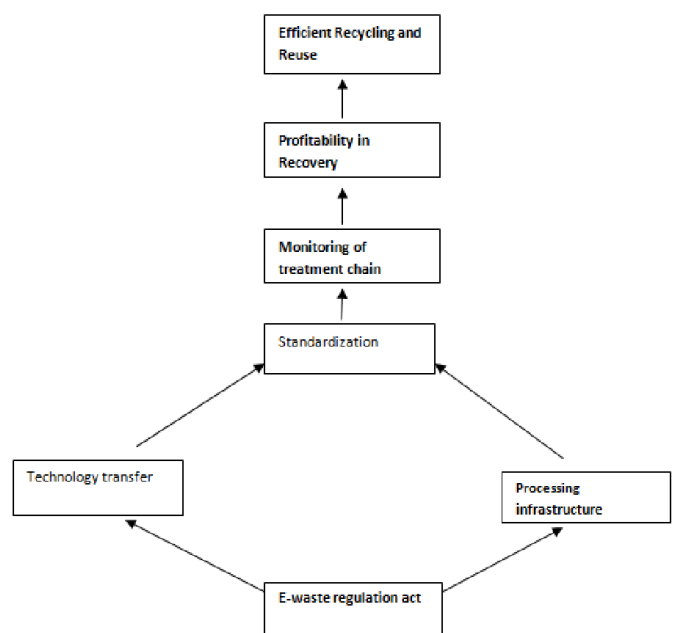 Efficient Recycling and
Reuse
Profitability in
Recovery
Monitoring of
treatment chain
Standardization
Technology transfer
Processing
infrastructure
E-waste regulation act